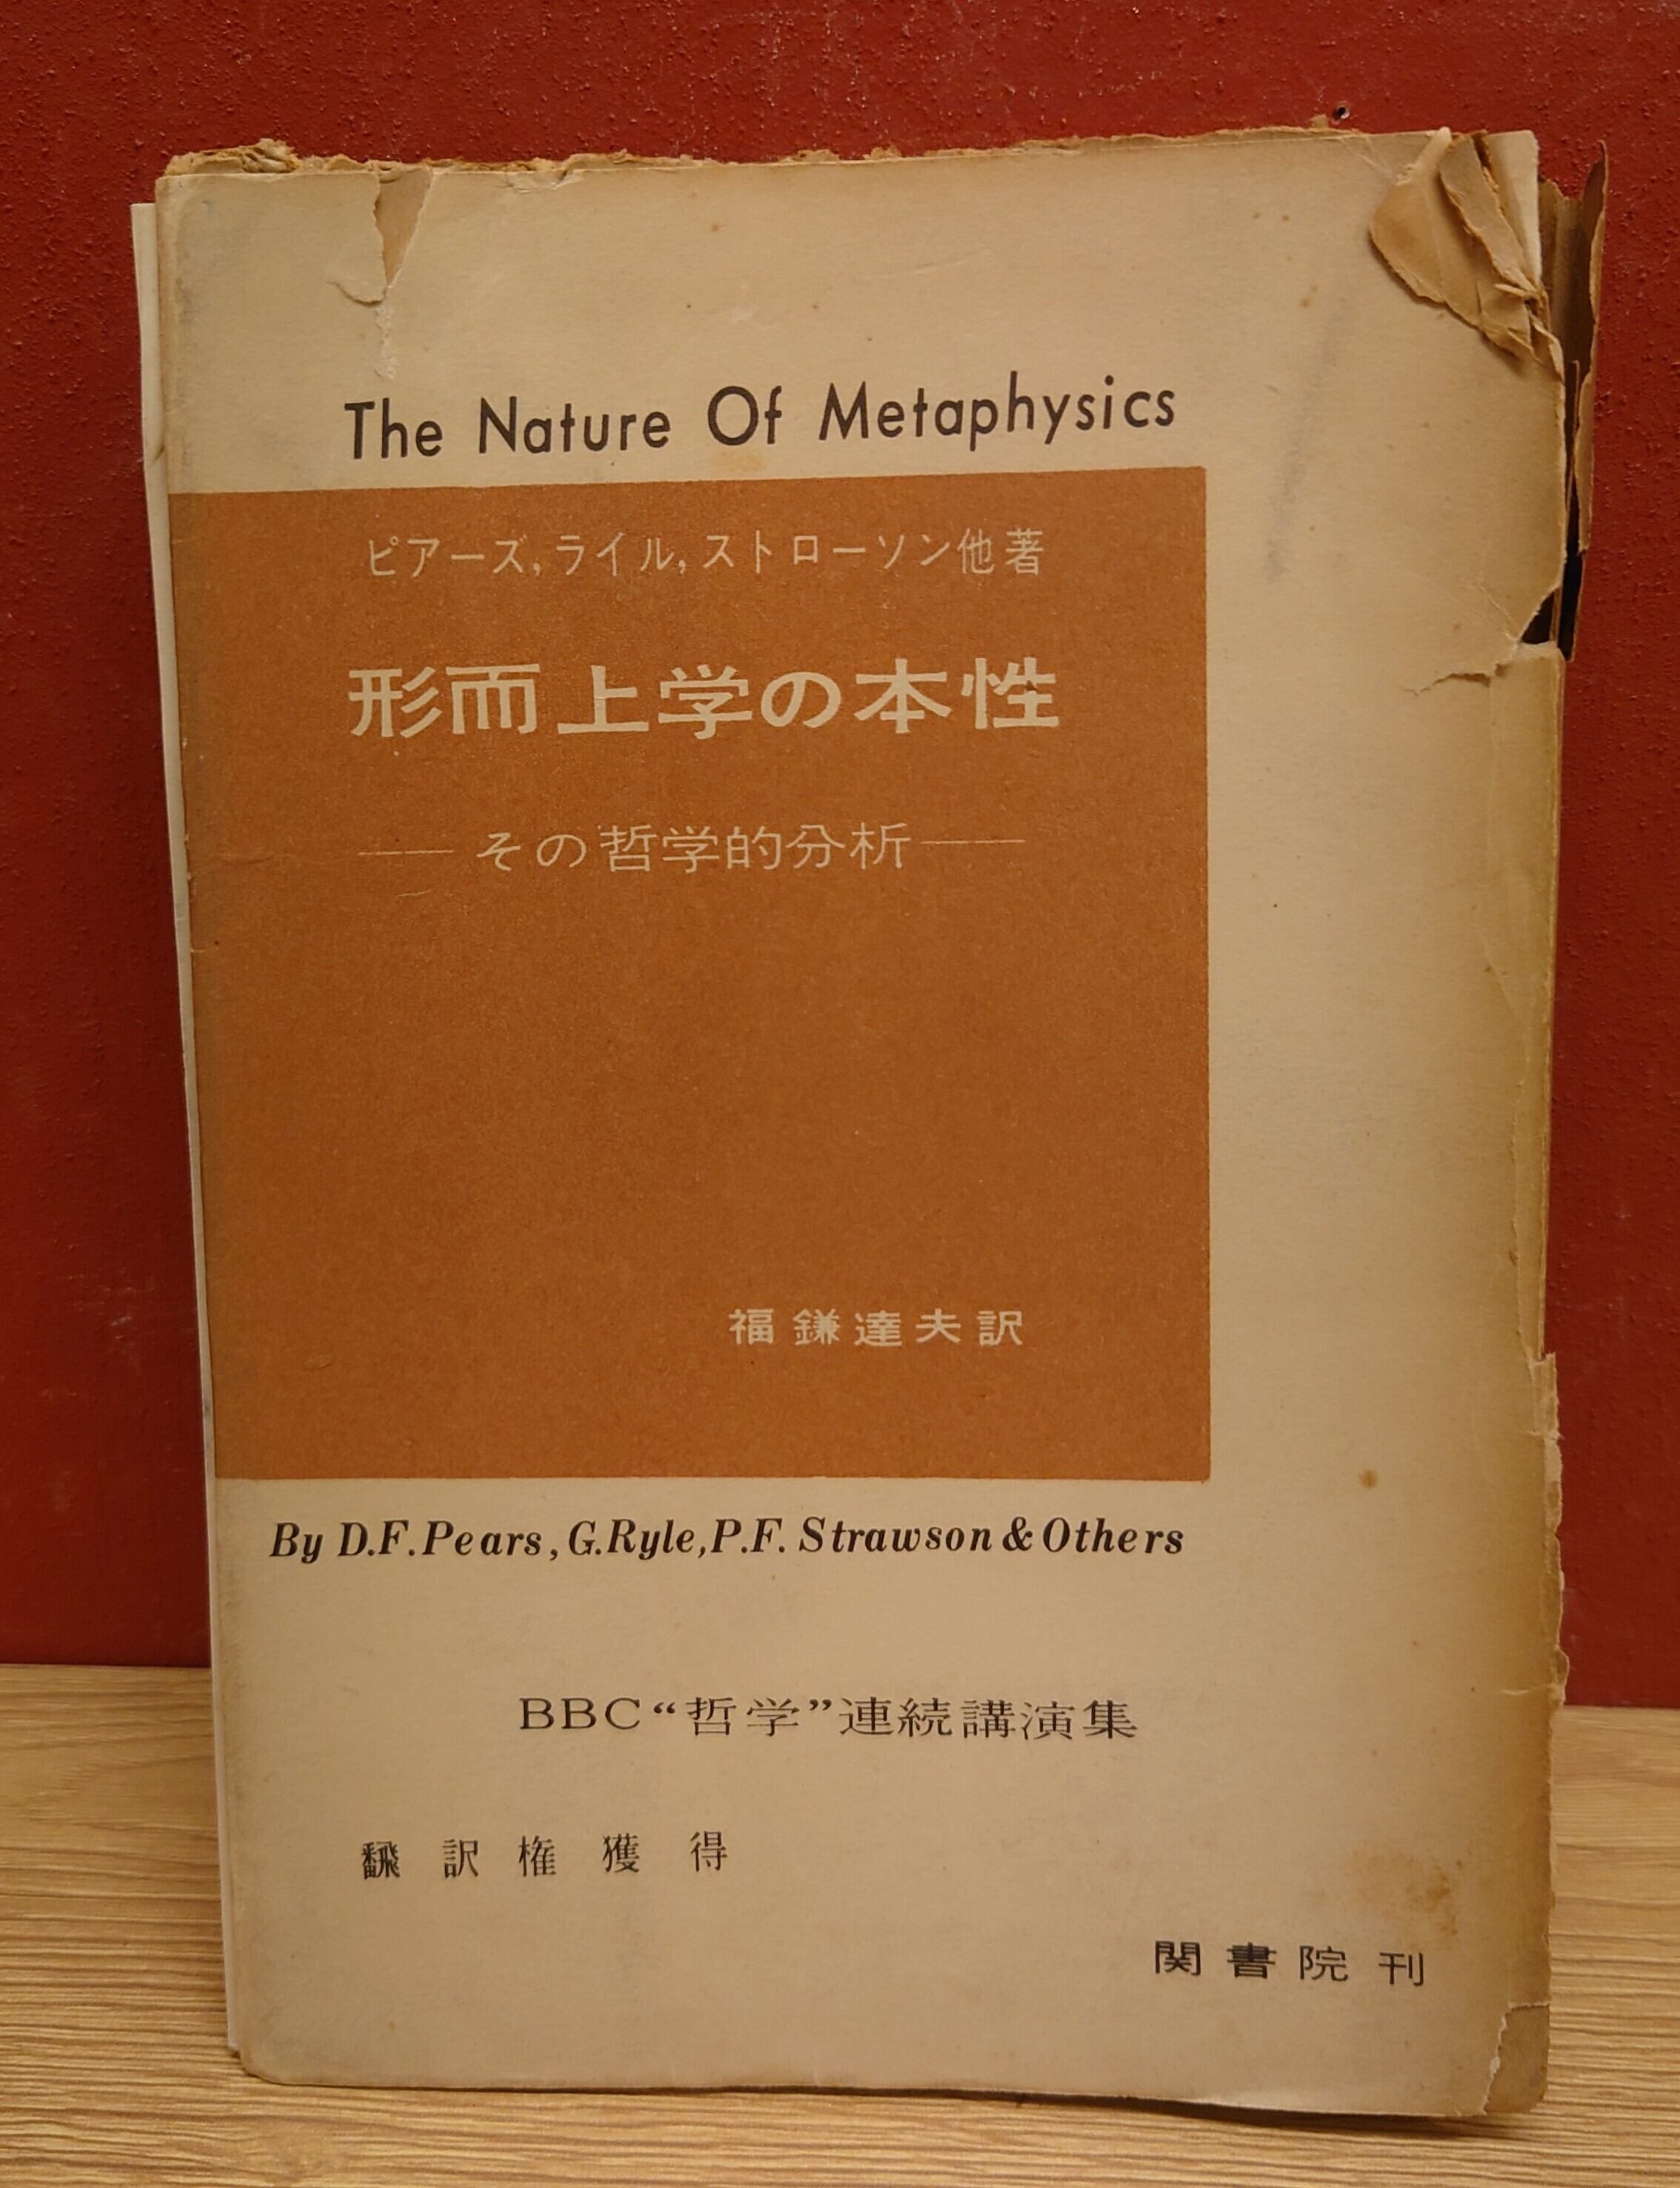 The Nature Of Metaphysics
ピアーズ,ライル,ストローソン他著
形而上学の本性
——その哲学的分析——
福鎌達夫訳
By D.F.Pears,G.Ryle,P.F. Strawson & Others
BBC“哲学”連続講演集
飜訳権獲得
関書院刊